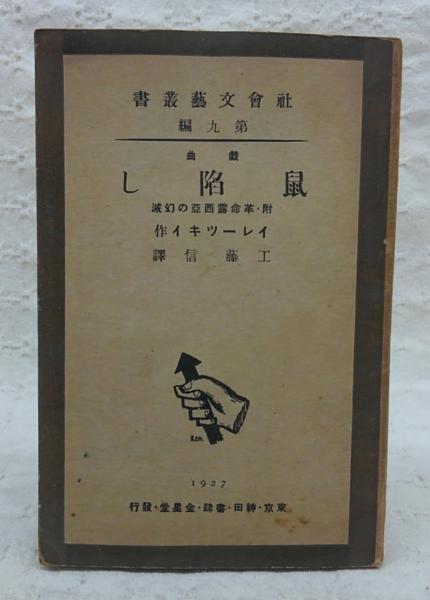 社會文藝叢書
第九編
戲曲
鼠陷し
附・革命露西亞の幻滅
イレーツキイ作
工藤信譯
1927
東京・神田・書肆・金星堂・發行